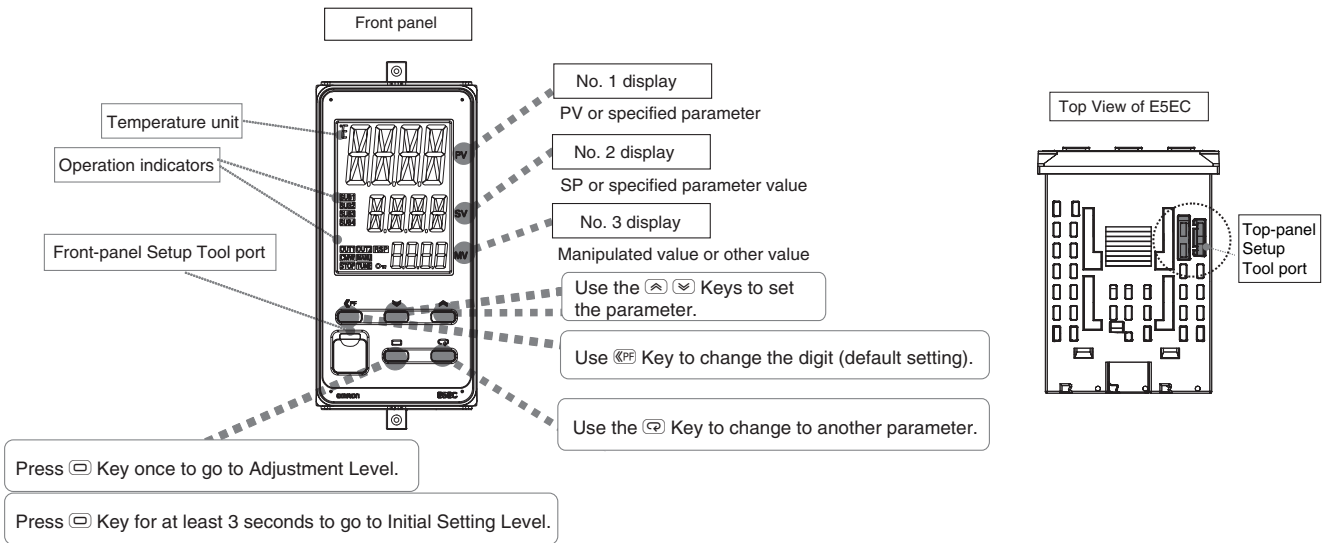 Front panel
Temperature unit
Operation indicators
Front-panel Setup Tool port
PV
SV
MV
SUB1
SUB2
SUB3
SUB4
OUT1 OUT2 RSP
CMW MANU
STOP TUNE
PF
omron
E5EC
No. 1 display
PV or specified parameter
No. 2 display
SP or specified parameter value
No. 3 display
Manipulated value or other value
Use the Keys to set
the parameter.
Use PF Key to change the digit (default setting).
Use the Key to change to another parameter.
Press Key once to go to Adjustment Level.
Press Key for at least 3 seconds to go to Initial Setting Level.
Top View of E5EC
Top-panel
Setup
Tool port